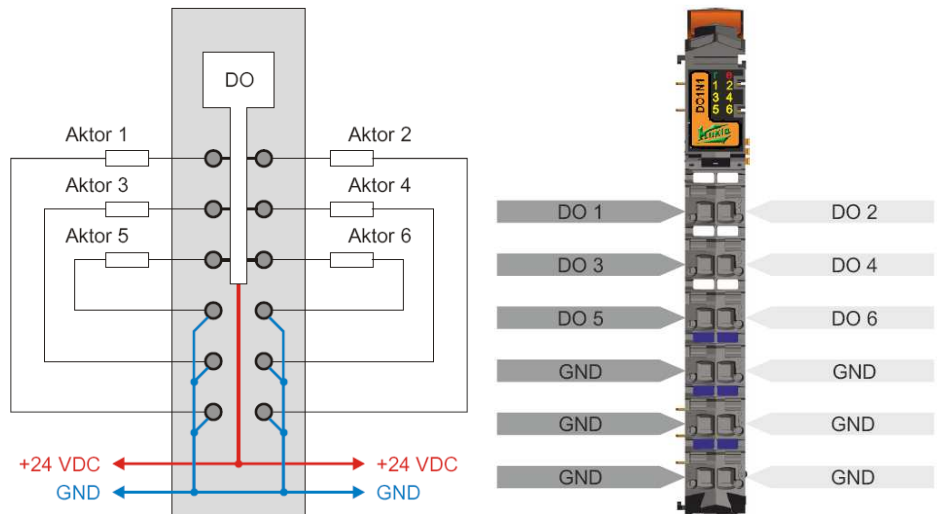 DO
Aktor 1
Aktor 2
Aktor 3
Aktor 4
Aktor 5
Aktor 6
+24 VDC
+24 VDC
GND
GND
DO1N1
r e
1 2
3 4
5 6
Kuxia
DO 1
DO 2
DO 3
DO 4
DO 5
DO 6
GND
GND
GND
GND
GND
GND